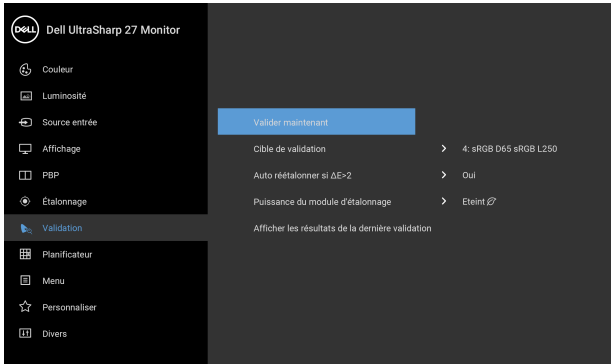 DELL Dell UltraSharp 27 Monitor
Couleur
Luminosité
Source entrée
Affichage
PBP
Étalonnage
Validation
Planificateur
Menu
Personnaliser
Divers
Valider maintenant
Cible de validation 4: sRGB D65 sRGB L250
Auto réétalonner si ΔE>2 Oui
Puissance du module d'étalonnage Eteint
Afficher les résultats de la dernière validation